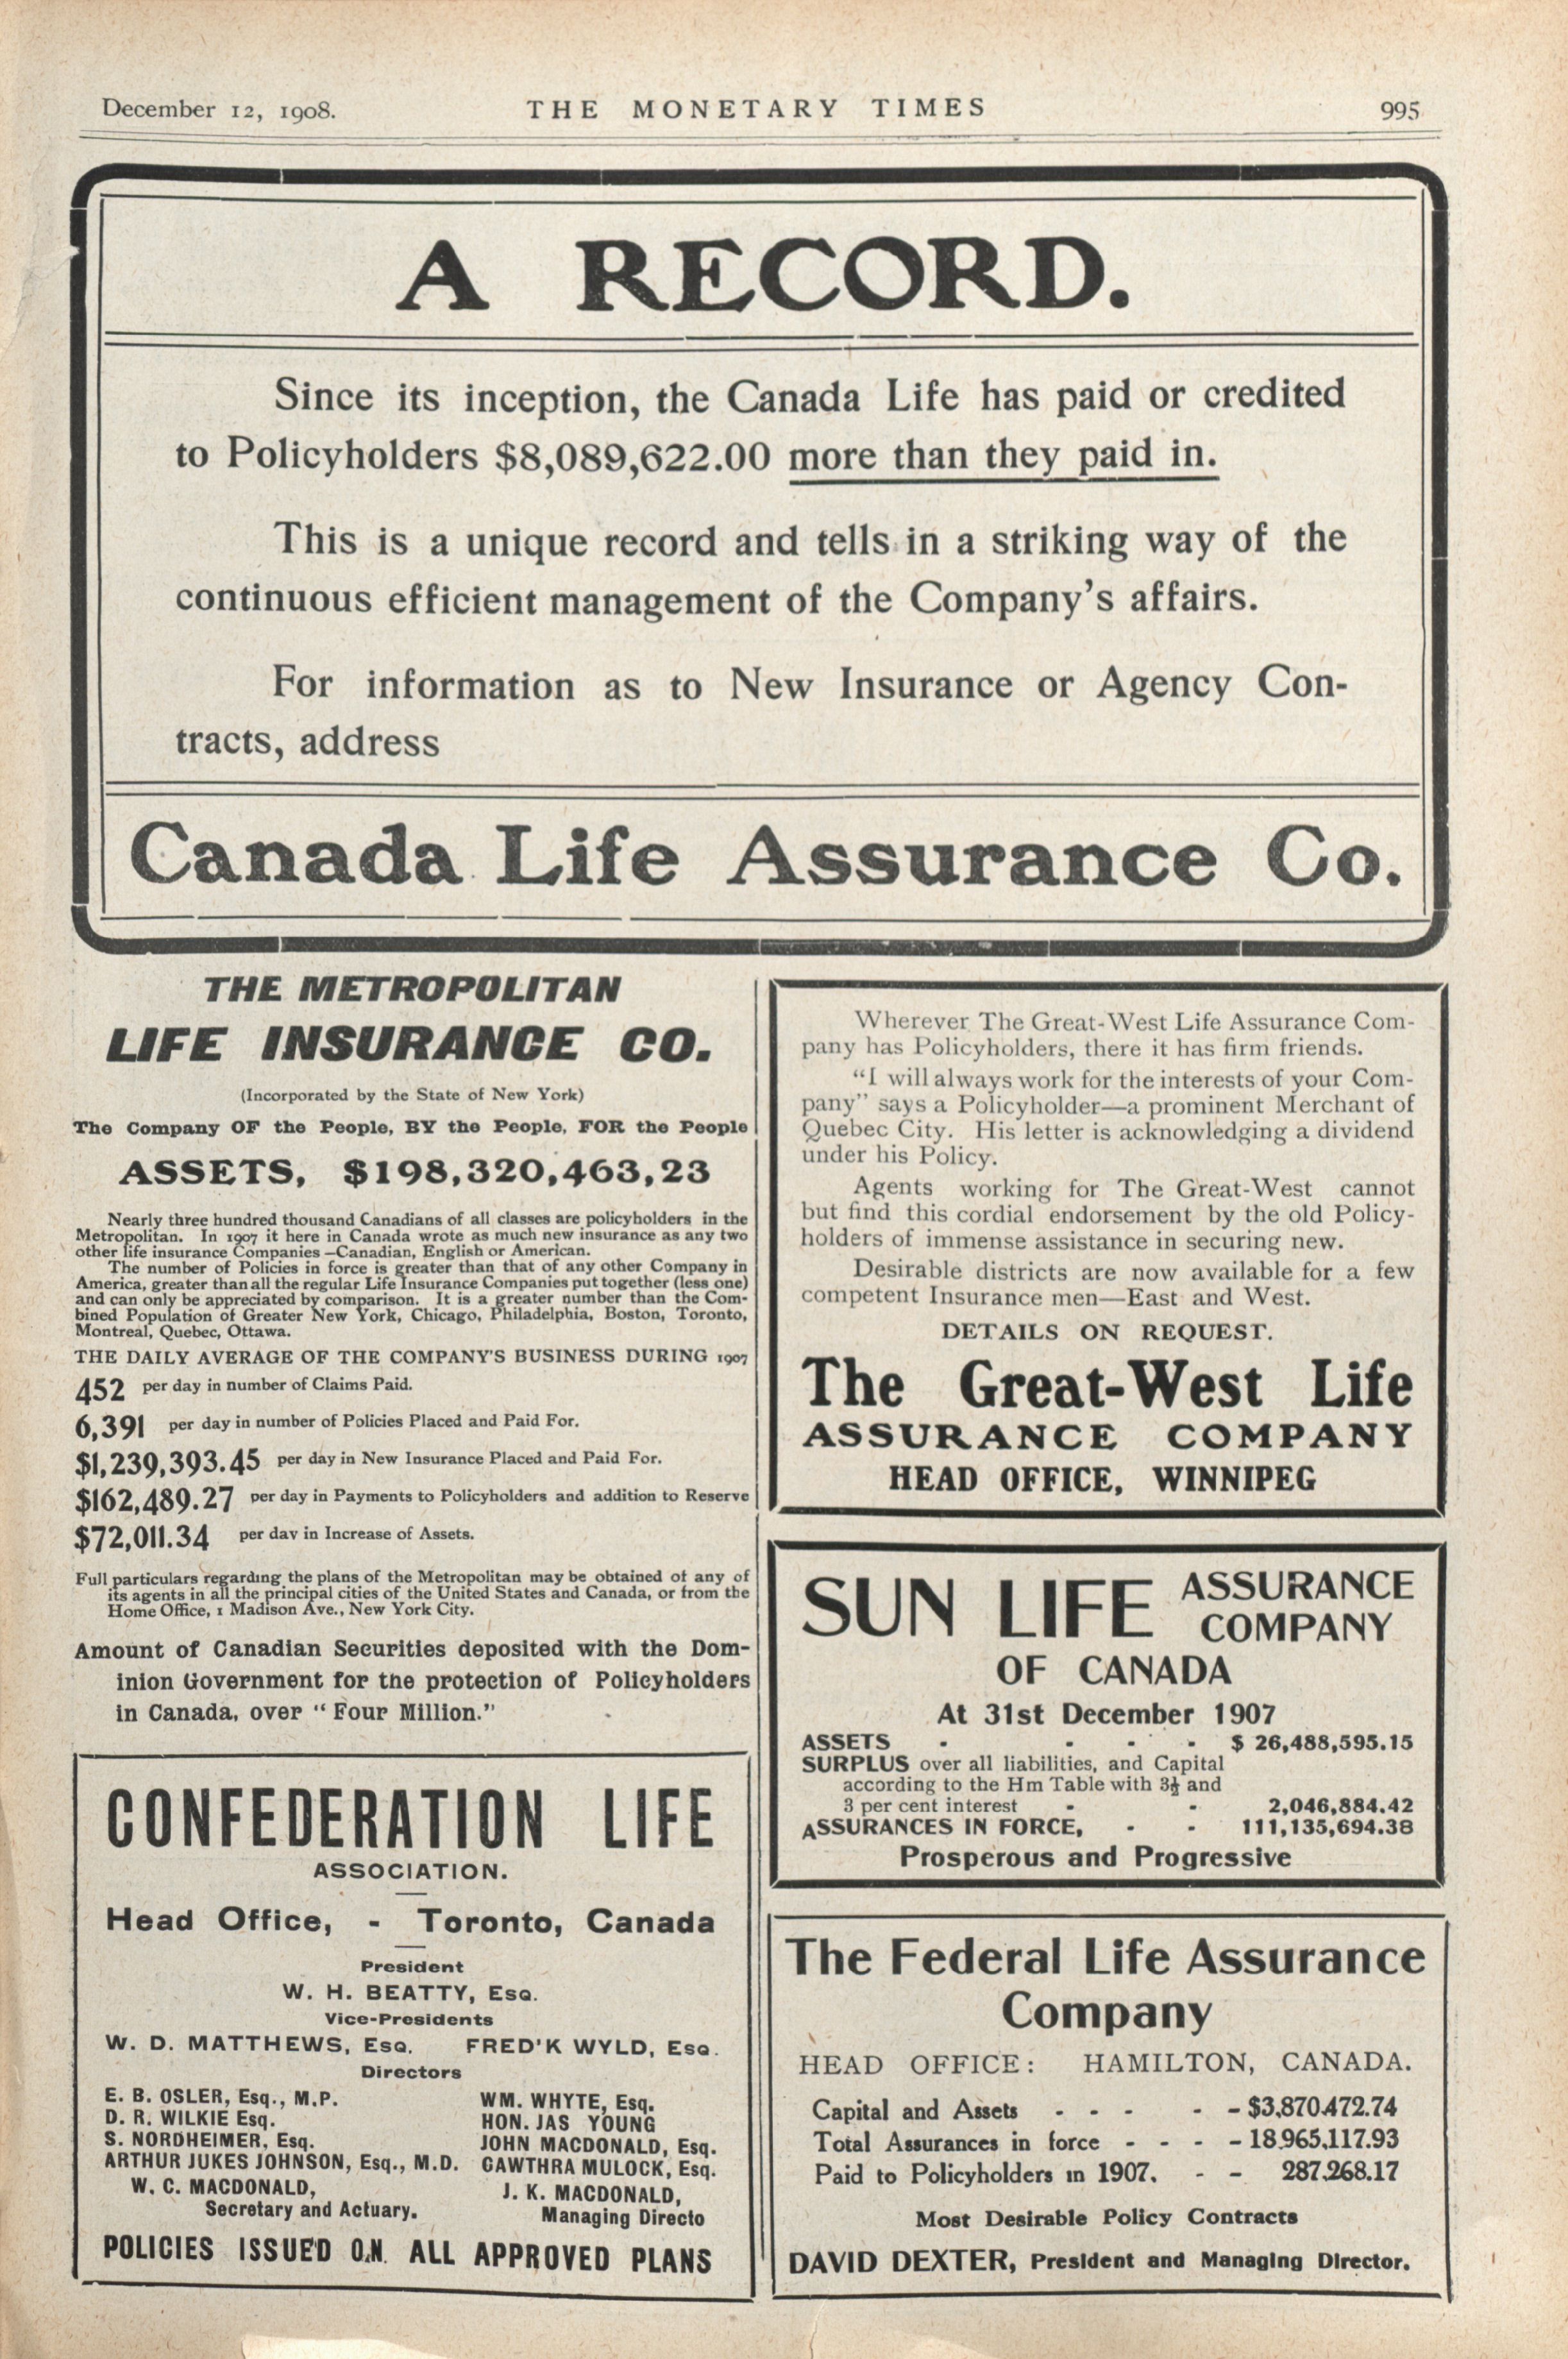 December 12, 1908.
THE MONETARY TIMES
995
A RECORD.
Since its inception, the Canada Life has paid or credited
to Policyholders $8,089,622.00 more than they paid in.
This is a unique record and tells in a striking way of the
continuous efficient management of the Company's affairs.
For information as to New Insurance or Agency Con-
tracts, address
Canada Life Assurance Co.
THE METROPOLITAN
LIFE INSURANCE CO.
(Incorporated by the State of New York)
The Company OF the People, BY the People, FOR the People
ASSETS, $198,320,463,23
Nearly three hundred thousand Canadians of all classes are policyholders in the
Metropolitan. In 1907 it here in Canada wrote as much new insurance as any two
other life insurance Companies—Canadian, English or American.
The number of Policies in force is greater than that of any other Company in
America, greater than all the regular Life Insurance Companies put together (less one)
and can only be appreciated by comparison. It is a greater number than the Com-
bined Population of Greater New York, Chicago, Philadelphia, Boston, Toronto,
Montreal, Quebec, Ottawa.
THE DAILY AVERAGE OF THE COMPANY'S BUSINESS DURING 1907
452 per day in number of Claims Paid.
6,391 per day in number of Policies Placed and Paid For.
$1,239,393.45 per day in New Insurance Placed and Paid For.
$162,489.27 per day in Payments to Policyholders and addition to Reserve
$72,011.34 per day in Increase of Assets.
Full particulars regarding the plans of the Metropolitan may be obtained of any of
its agents in all the principal cities of the United States and Canada, or from the
Home Office, 1 Madison Ave., New York City.
Amount of Canadian Securities deposited with the Dom-
inion Government for the protection of Policyholders
in Canada, over "Four Million."
CONFEDERATION LIFE
ASSOCIATION.
Head Office, - Toronto, Canada
President
W. H. BEATTY, Esq.
Vice-Presidents
W. D. MATTHEWS, Esq. FRED'K WYLD, Esq.
Directors
E. B. OSLER, Esq., M.P. WM. WHYTE, Esq.
D. R. WILKIE Esq. HON. JAS YOUNG
S. NORDHEIMER, Esq. JOHN MACDONALD, Esq.
ARTHUR JUKES JOHNSON, Esq., M.D. CAWTHRA MULOCK, Esq.
W. C. MACDONALD, J. K. MACDONALD,
Secretary and Actuary. Managing Directo
POLICIES ISSUED ON ALL APPROVED PLANS
Wherever The Great-West Life Assurance Com-
pany has Policyholders, there it has firm friends.
"I will always work for the interests of your Com-
pany" says a Policyholder—a prominent Merchant of
Quebec City. His letter is acknowledging a dividend
under his Policy.
Agents working for The Great-West cannot
but find this cordial endorsement by the old Policy-
holders of immense assistance in securing new.
Desirable districts are now available for a few
competent Insurance men—East and West.
DETAILS ON REQUEST.
The Great-West Life
ASSURANCE COMPANY
HEAD OFFICE, WINNIPEG
SUN LIFE ASSURANCE
COMPANY
OF CANADA
At 31st December 1907
ASSETS - - - - $ 26,488,595.15
SURPLUS over all liabilities, and Capital
according to the Hm Table with 3½ and
3 per cent interest - - 2,046,884.42
ASSURANCES IN FORCE, - - 111,135,694.38
Prosperous and Progressive
The Federal Life Assurance
Company
HEAD OFFICE: HAMILTON, CANADA.
Capital and Assets - - - - - $3,870.472.74
Total Assurances in force - - - - 18.965,117.93
Paid to Policyholders in 1907. - - 287,268.17
Most Desirable Policy Contracts
DAVID DEXTER, President and Managing Director.